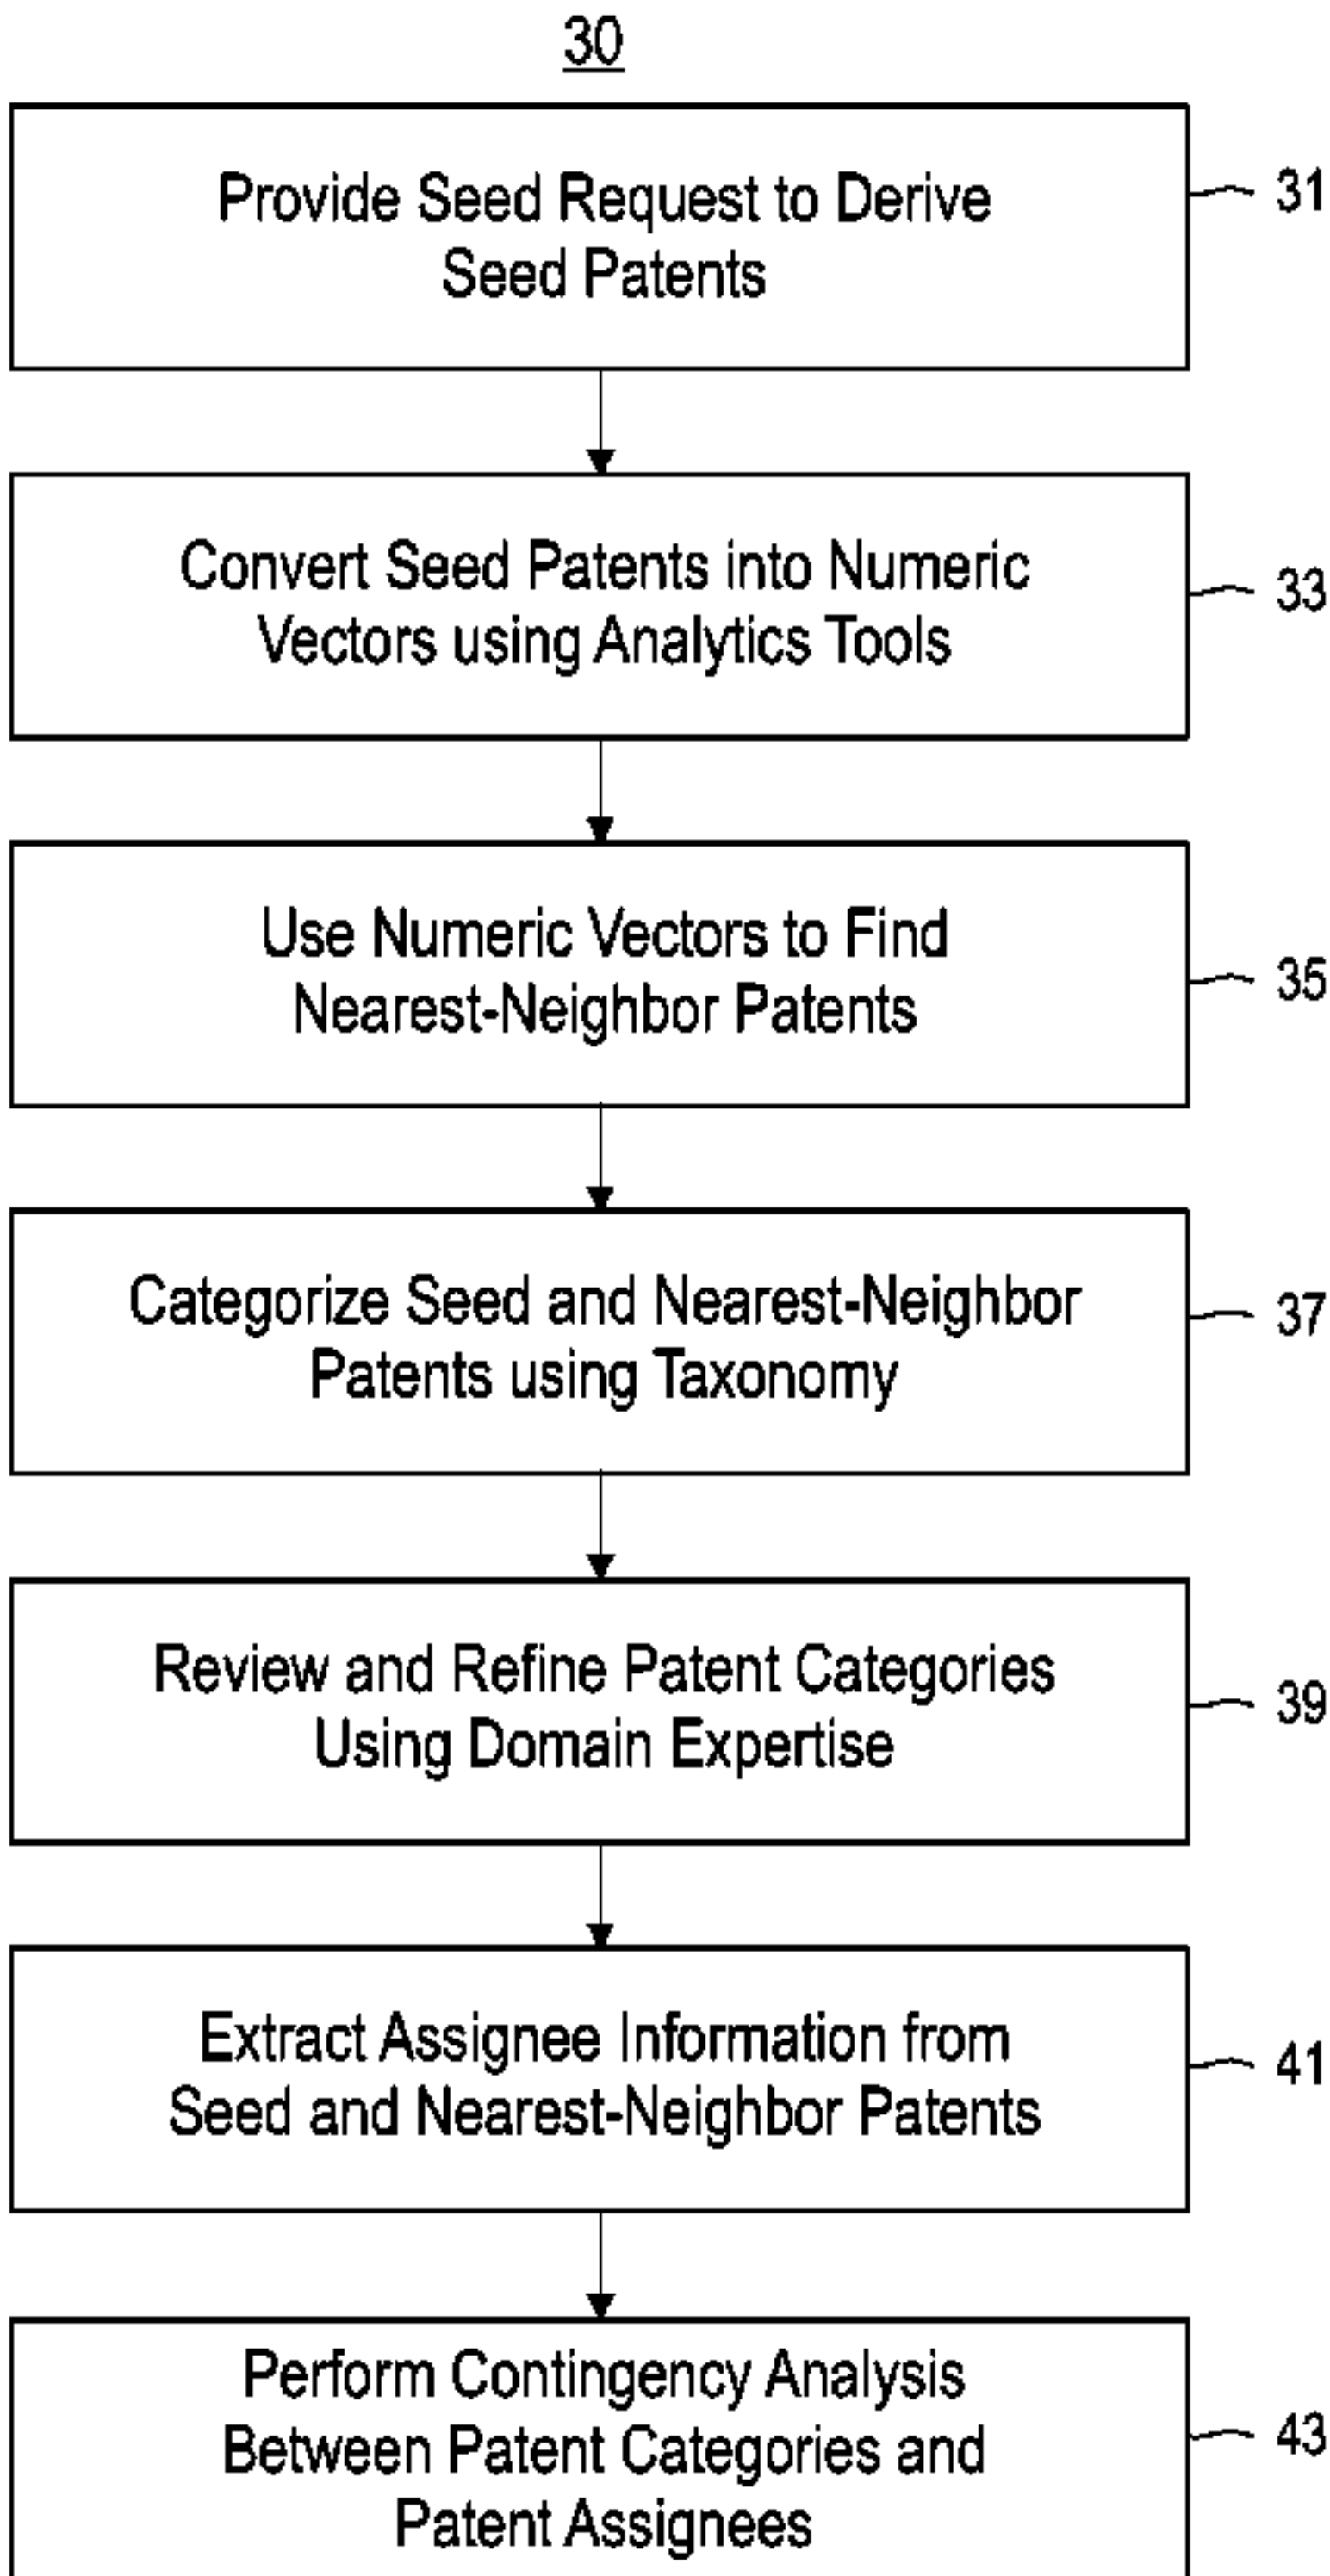 30
Provide Seed Request to Derive
Seed Patents
31
Convert Seed Patents into Numeric
Vectors using Analytics Tools
33
Use Numeric Vectors to Find
Nearest-Neighbor Patents
35
Categorize Seed and Nearest-Neighbor
Patents using Taxonomy
37
Review and Refine Patent Categories
Using Domain Expertise
39
Extract Assignee Information from
Seed and Nearest-Neighbor Patents
41
Perform Contingency Analysis
Between Patent Categories and
Patent Assignees
43